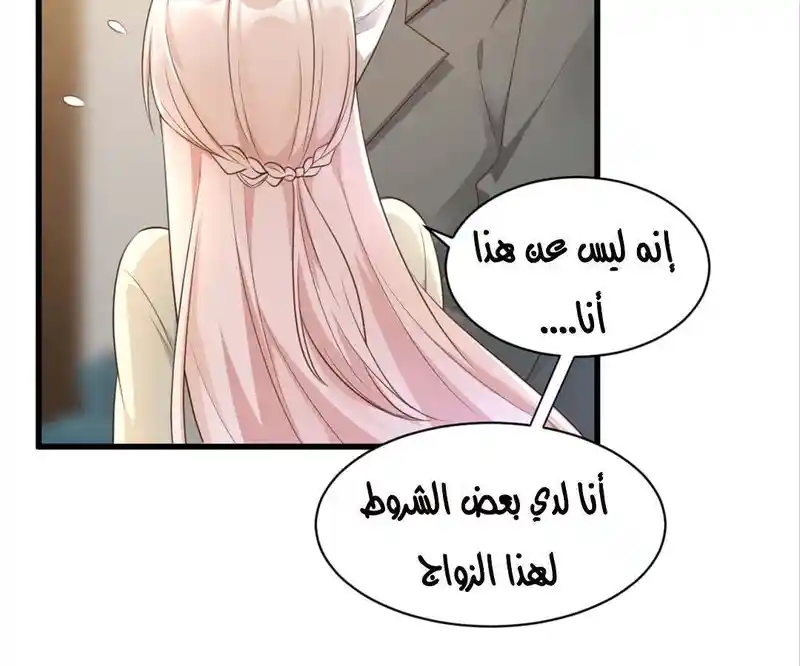 إنه ليس عن هذا
أنا....
أنا لدي بعض الشروط
لهذا الزواج